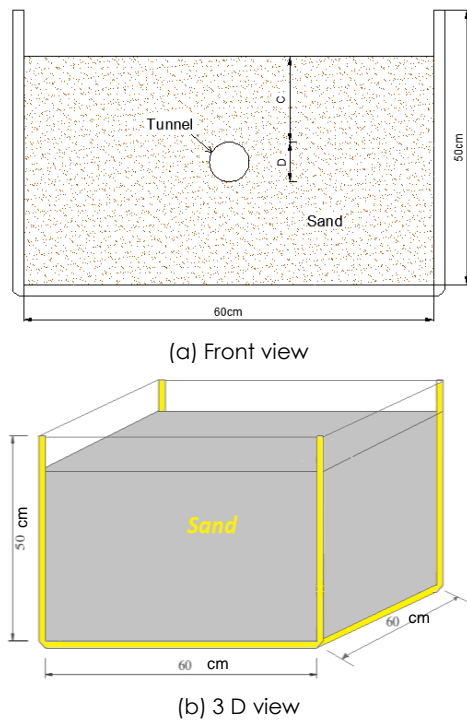 C
Tunnel
D
50cm
Sand
60cm
(a) Front view
50 cm
Sand
60 cm
60 cm
(b) 3 D view